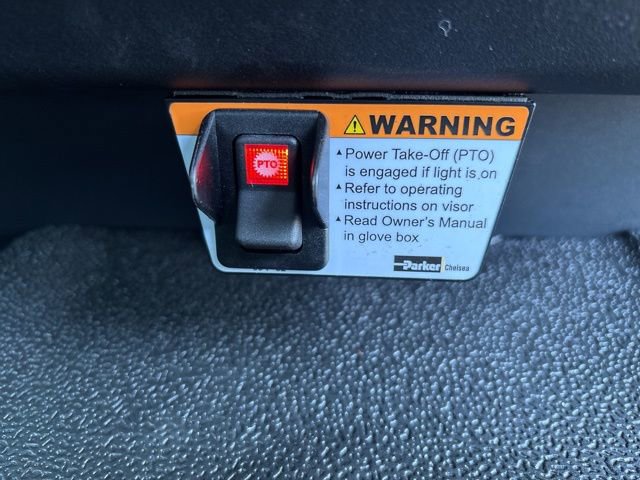 WARNING
PTO
▲ Power Take-Off (PTO)
is engaged if light is on
▲ Refer to operating
instructions on visor
▲ Read Owner's Manual
in glove box
Parker Chelsea